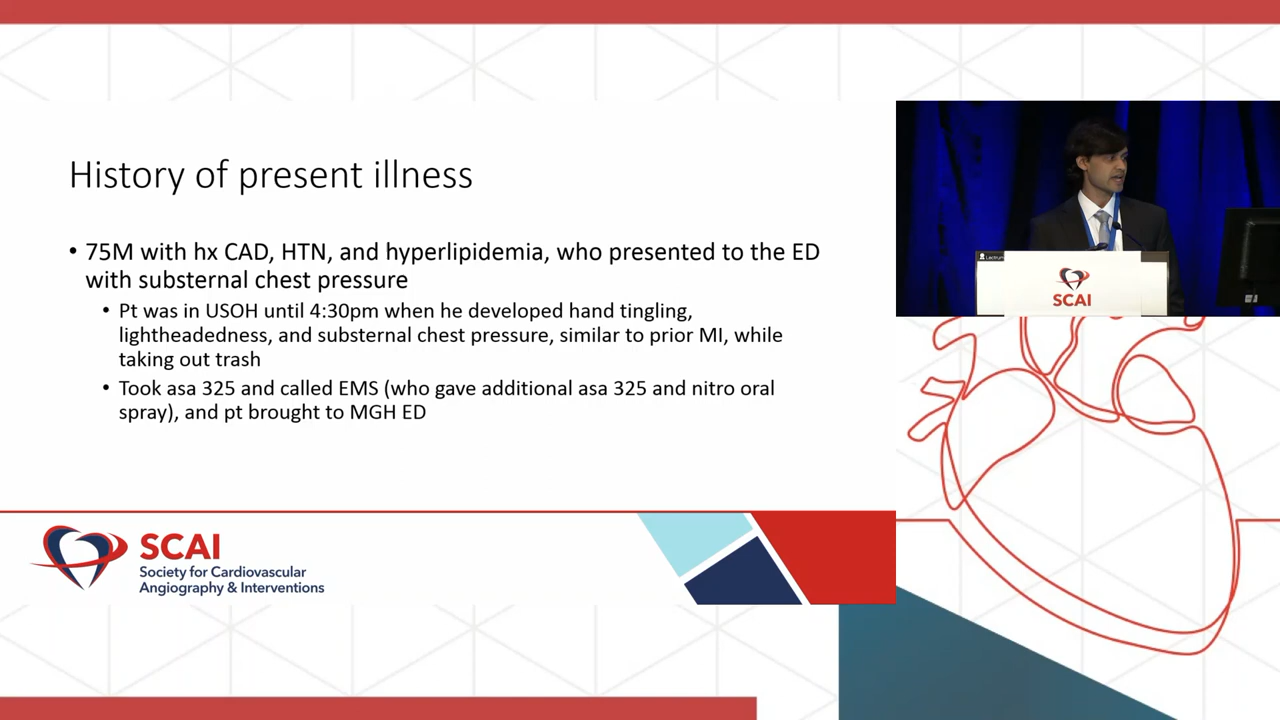 History of present illness
• 75M with hx CAD, HTN, and hyperlipidemia, who presented to the ED
with substernal chest pressure
• Pt was in USOH until 4:30pm when he developed hand tingling,
lightheadedness, and substernal chest pressure, similar to prior MI, while
taking out trash
• Took asa 325 and called EMS (who gave additional asa 325 and nitro oral
spray), and pt brought to MGH ED
SCAI
Society for Cardiovascular
Angiography & Interventions
SCAI